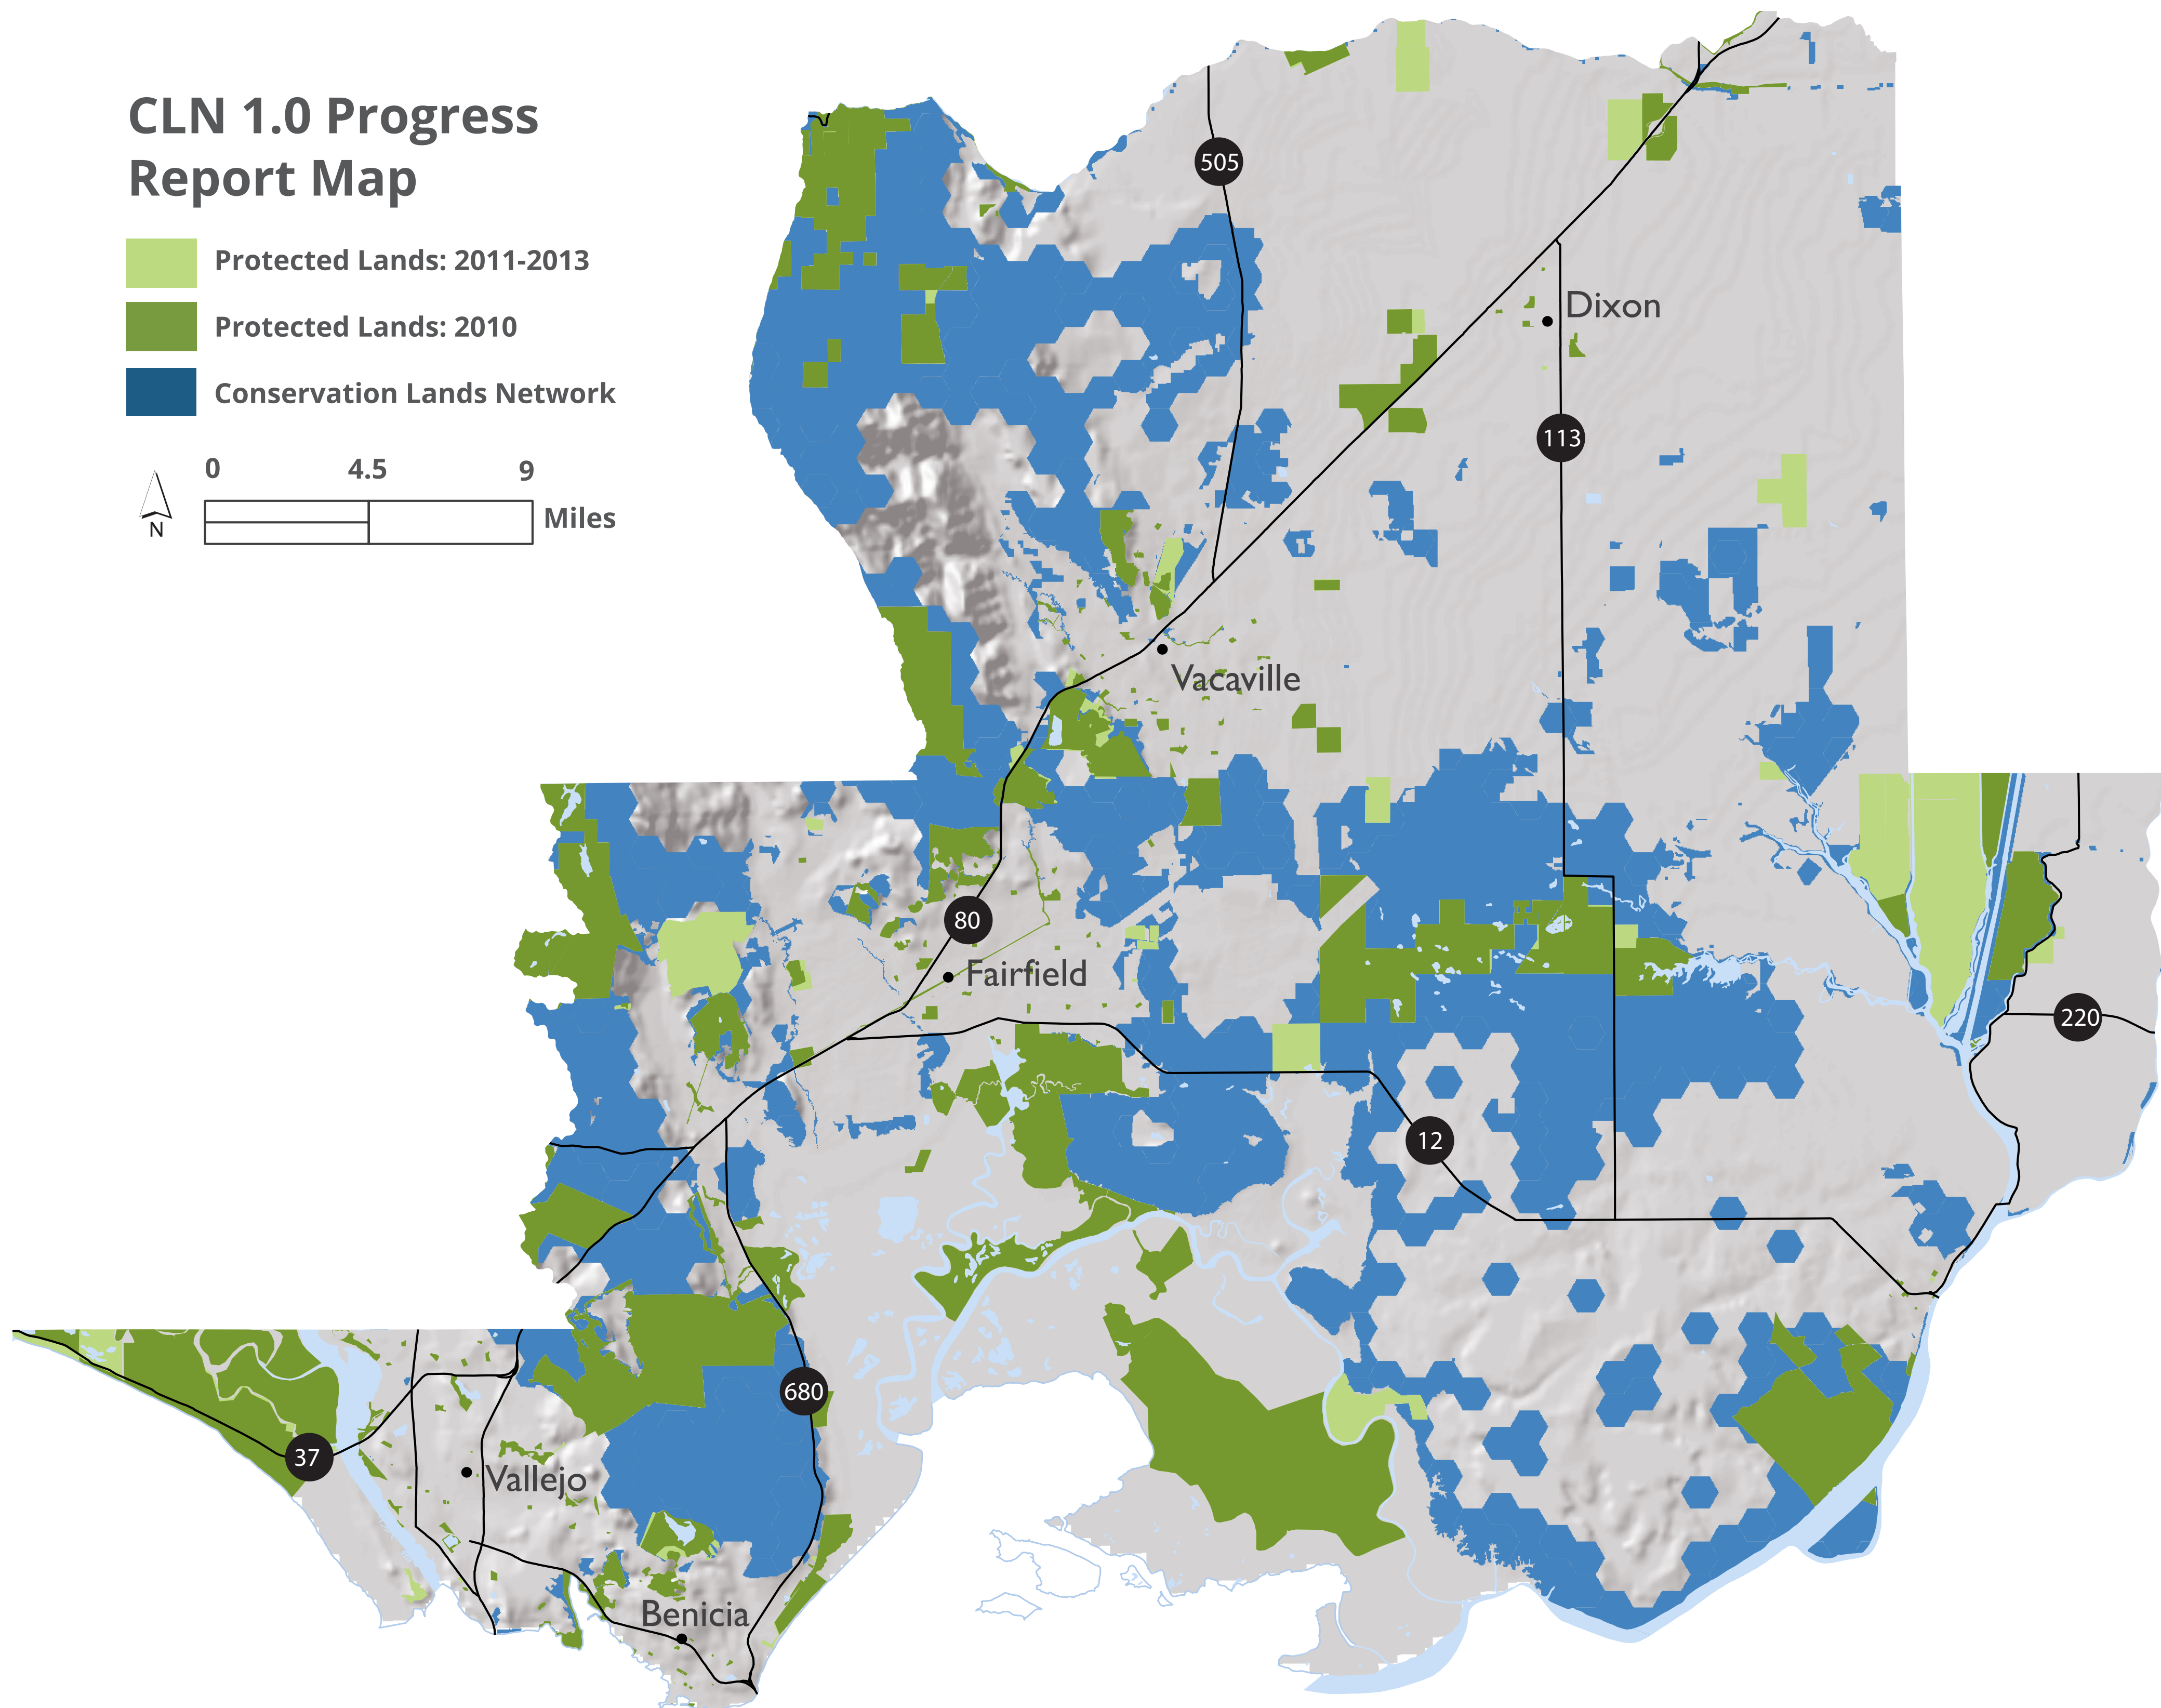 CLN 1.0 Progress
Report Map
Protected Lands: 2011-2013
Protected Lands: 2010
Conservation Lands Network
0 4.5 9
Miles
N
505
Dixon
113
Vacaville
80
Fairfield
220
12
680
37
Vallejo
Benicia